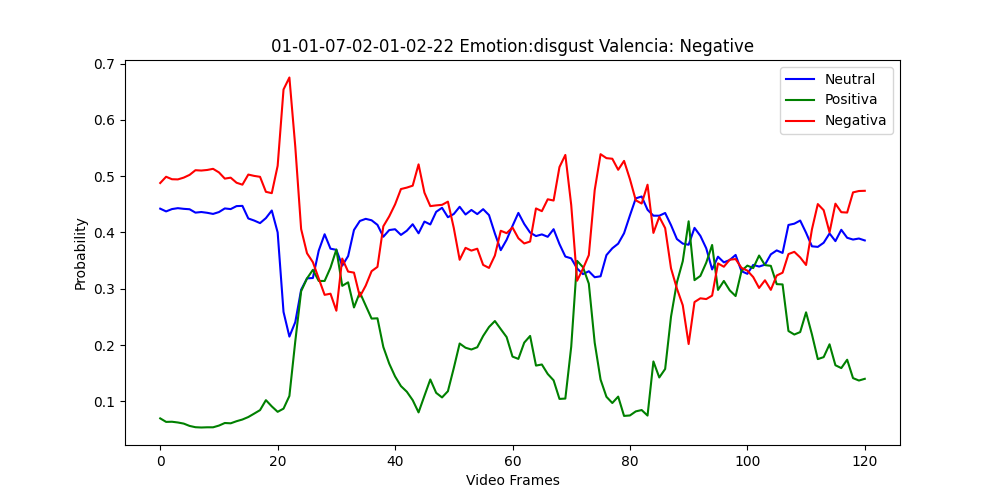 01-01-07-02-01-02-22 Emotion:disgust Valencia: Negative
Probability
0.7
0.6
0.5
0.4
0.3
0.2
0.1
Neutral
Positiva
Negativa
0 20 40 60 80 100 120
Video Frames